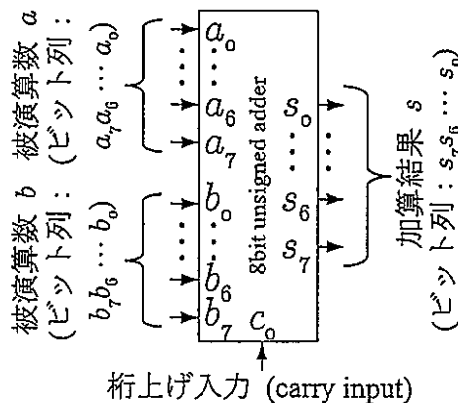 被演算数 a
(ビット列 :
a₇a₆ ⋯ a₀)
被演算数 b
(ビット列 :
b₇b₆ ⋯ b₀)
a₀
a₆
a₇
b₀
b₆
b₇
c₀
8bit unsigned adder
s₀
s₆
s₇
加算結果 s
(ビット列 : s₇s₆ ⋯ s₀)
桁上げ入力 (carry input)